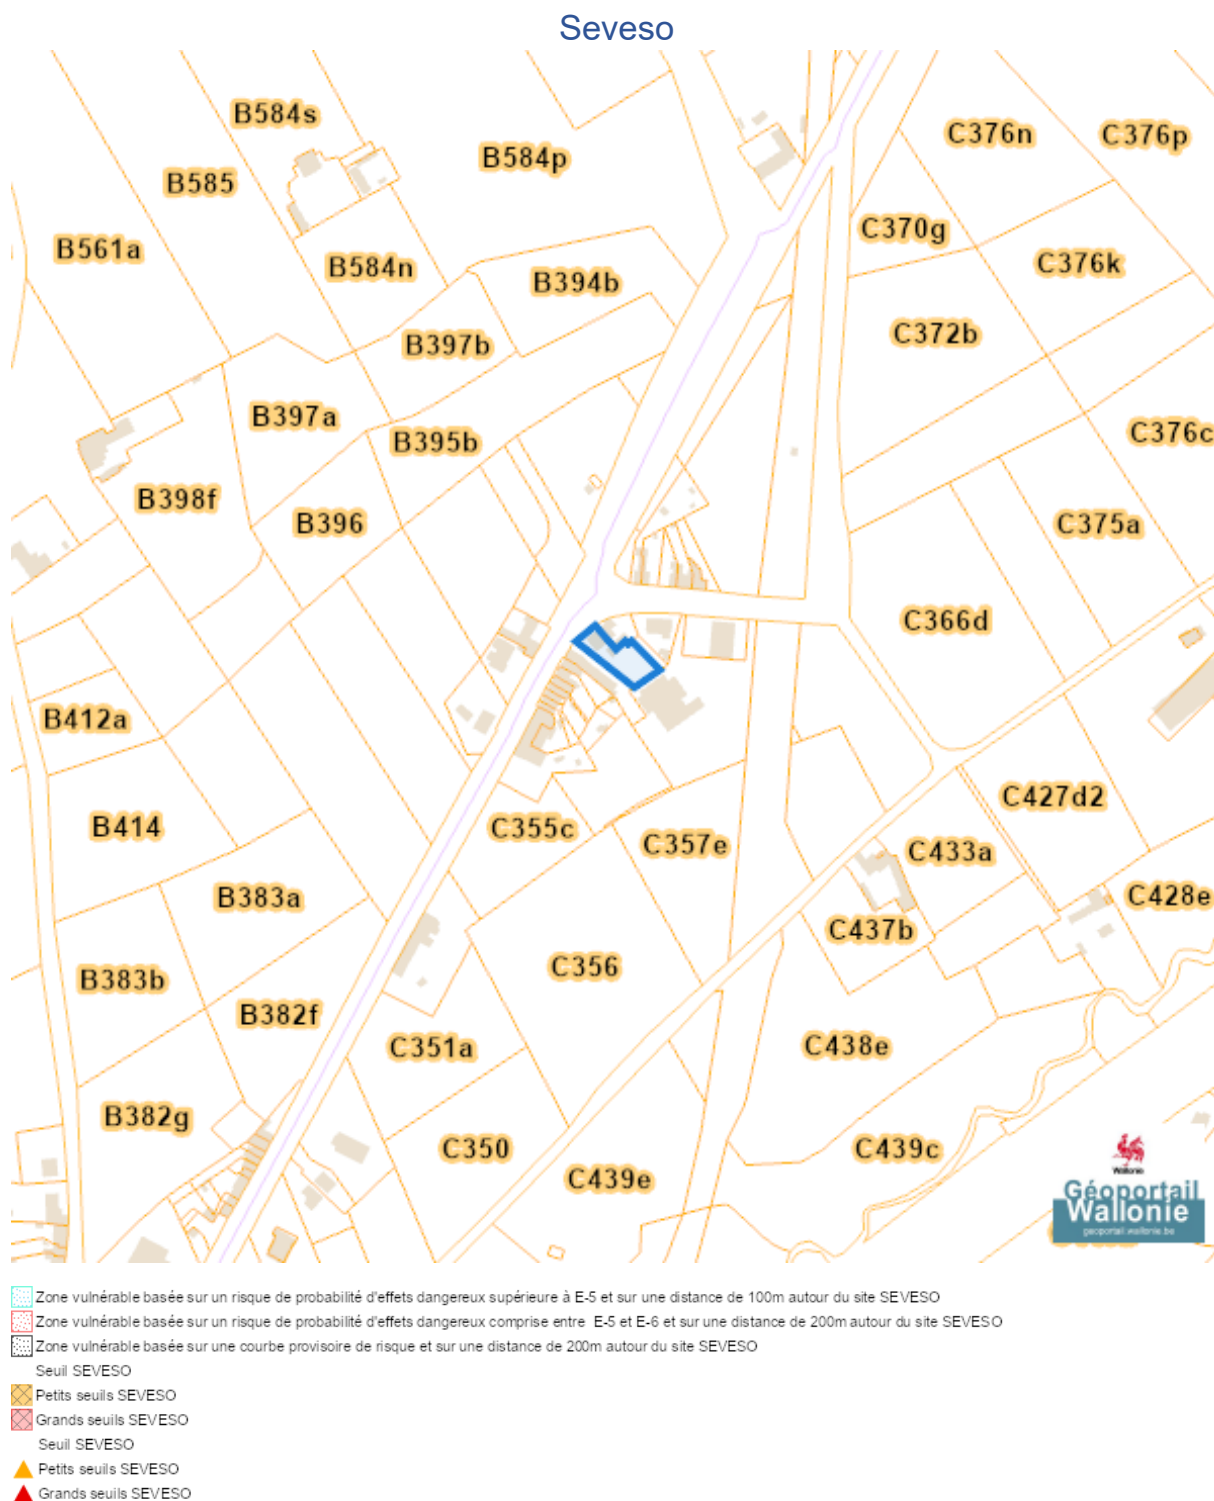 Seveso
B584s
C376n
C376p
B584p
B585
C370g
B561a
B584n
C376k
B394b
C372b
B397b
B397a
B395b
C376c
B398f
B396
C375a
C366d
B412a
C427d2
B414
C355c
C357e
C433a
B383a
C428e
C437b
C356
B383b
B382f
C351a
C438e
B382g
C350
C439c
C439e
Wallonie
Géoportail
Wallonie
geoportail.wallonie.be
Zone vulnérable basée sur un risque de probabilité d'effets dangereux supérieure à E-5 et sur une distance de 100m autour du site SEVESO
Zone vulnérable basée sur un risque de probabilité d'effets dangereux comprise entre E-5 et E-6 et sur une distance de 200m autour du site SEVESO
Zone vulnérable basée sur une courbe provisoire de risque et sur une distance de 200m autour du site SEVESO
Seuil SEVESO
Petits seuils SEVESO
Grands seuils SEVESO
Seuil SEVESO
Petits seuils SEVESO
Grands seuils SEVESO